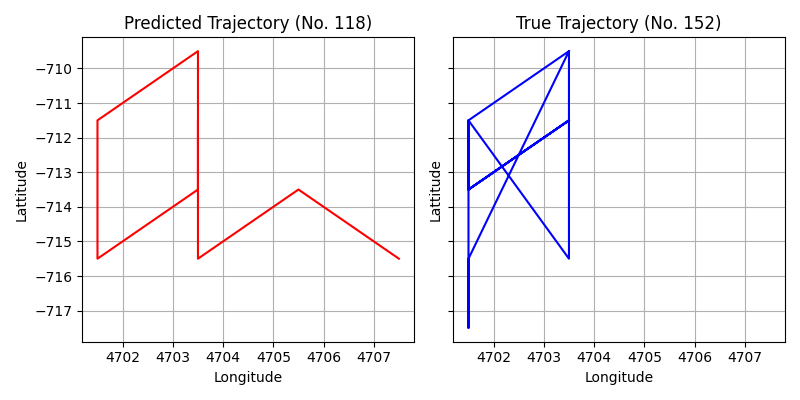 Predicted Trajectory (No. 118)
True Trajectory (No. 152)
−710
−711
−712
−713
−714
−715
−716
−717
Lattitude
Lattitude
4702 4703 4704 4705 4706 4707
4702 4703 4704 4705 4706 4707
Longitude
Longitude